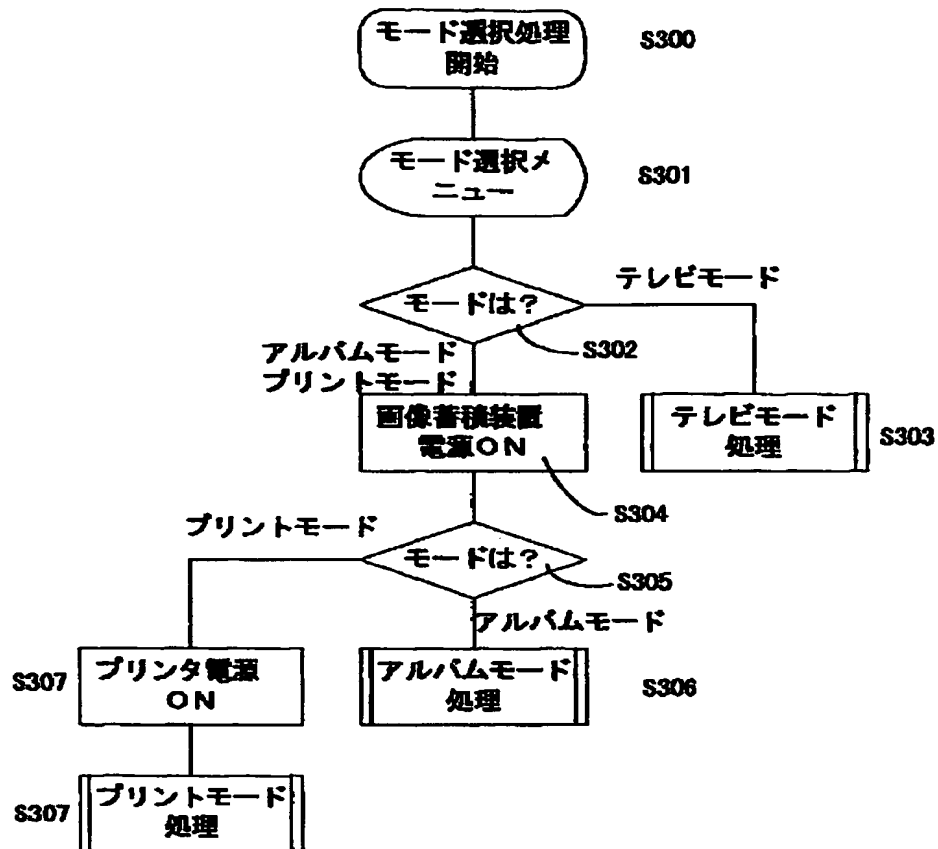 モード選択処理
開始
S300
モード選択メ
ニュー
S301
モードは?
テレビモード
S302
アルバムモード
プリントモード
画像蓄積装置
電源ON
S304
テレビモード
処理
S303
プリントモード
モードは?
S305
アルバムモード
S307
プリンタ電源
ON
アルバムモード
処理
S306
S307
プリントモード
処理